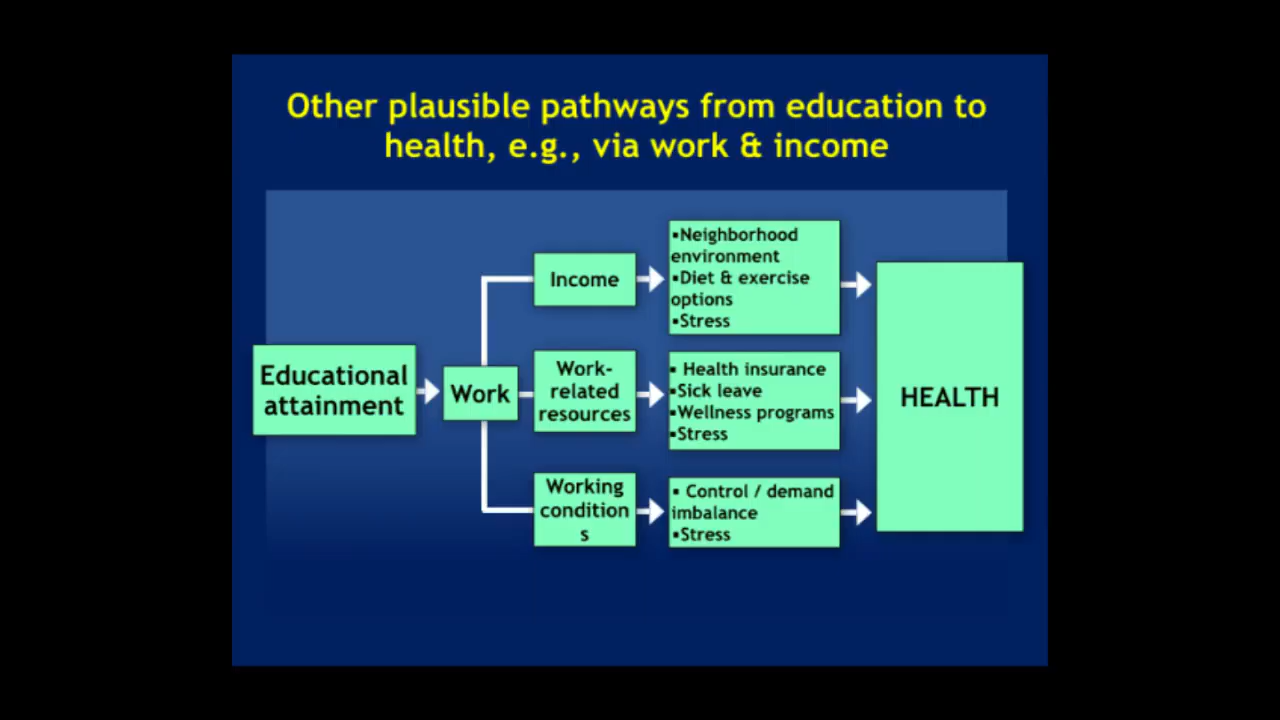 Other plausible pathways from education to
health, e.g., via work & income
Educational
attainment
Work
Income
▪Neighborhood
environment
▪Diet & exercise
options
▪Stress
Work-
related
resources
▪ Health insurance
▪Sick leave
▪Wellness programs
▪Stress
Working
condition
s
▪ Control / demand
imbalance
▪Stress
HEALTH